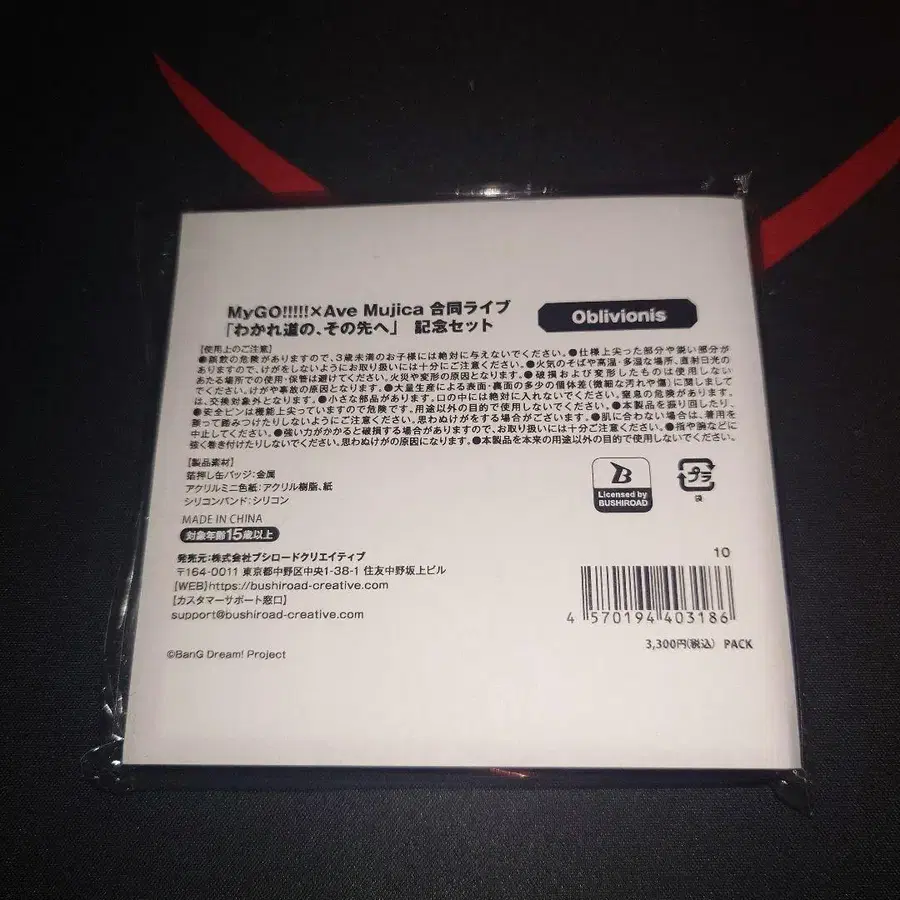 MyGO!!!!!×Ave Mujica 合同ライブ
「わかれ道の、その先へ」 記念セット
Oblivionis
【使用上のご注意】
●誤飲の危険がありますので、3歳未満のお子様には絶対に与えないでください。●仕様上尖った部分や鋭い部分が
ありますので、けがをしないようにお取り扱いには十分にご注意ください。●火気のそばや高温・多湿な場所、直射日光の
あたる場所での使用・保管は避けてください。火災や変形の原因となります。●破損および変形したものは使用しない
でください。けがや事故の原因となります。●大量生産による表面・裏面の多少の個体差(微細な汚れや傷)に関しまして
は、交換対象外となります。●小さな部品があります。口の中には絶対に入れないでください。窒息の危険があります。
●安全ピンは機能上尖っていますので危険です。用途以外の目的で使用しないでください。●本製品を振り回したり、
誤って踏みつけたりしないようにご注意ください。思わぬけがをする場合がございます。●肌に合わない場合は、着用を
中止してください。●強い力がかかると破損する場合がありますので、お取り扱いには十分ご注意ください。●指や腕などに
強く巻き付けたりしないでください。思わぬけがの原因になります。●本製品を本来の用途以外の目的で使用しないでください。
【製品素材】
箔押し缶バッジ:金属
アクリルミニ色紙:アクリル樹脂、紙
シリコンバンド:シリコン
B
Licensed by
BUSHIROAD
プラ
袋
MADE IN CHINA
対象年齢15歳以上
発売元:株式会社ブシロードクリエイティブ
〒164-0011 東京都中野区中央1-38-1 住友中野坂上ビル
【WEB】https://bushiroad-creative.com
【カスタマーサポート窓口】
support@bushiroad-creative.com
10
4 570194 403186
3,300円(税込) PACK
©BanG Dream! Project